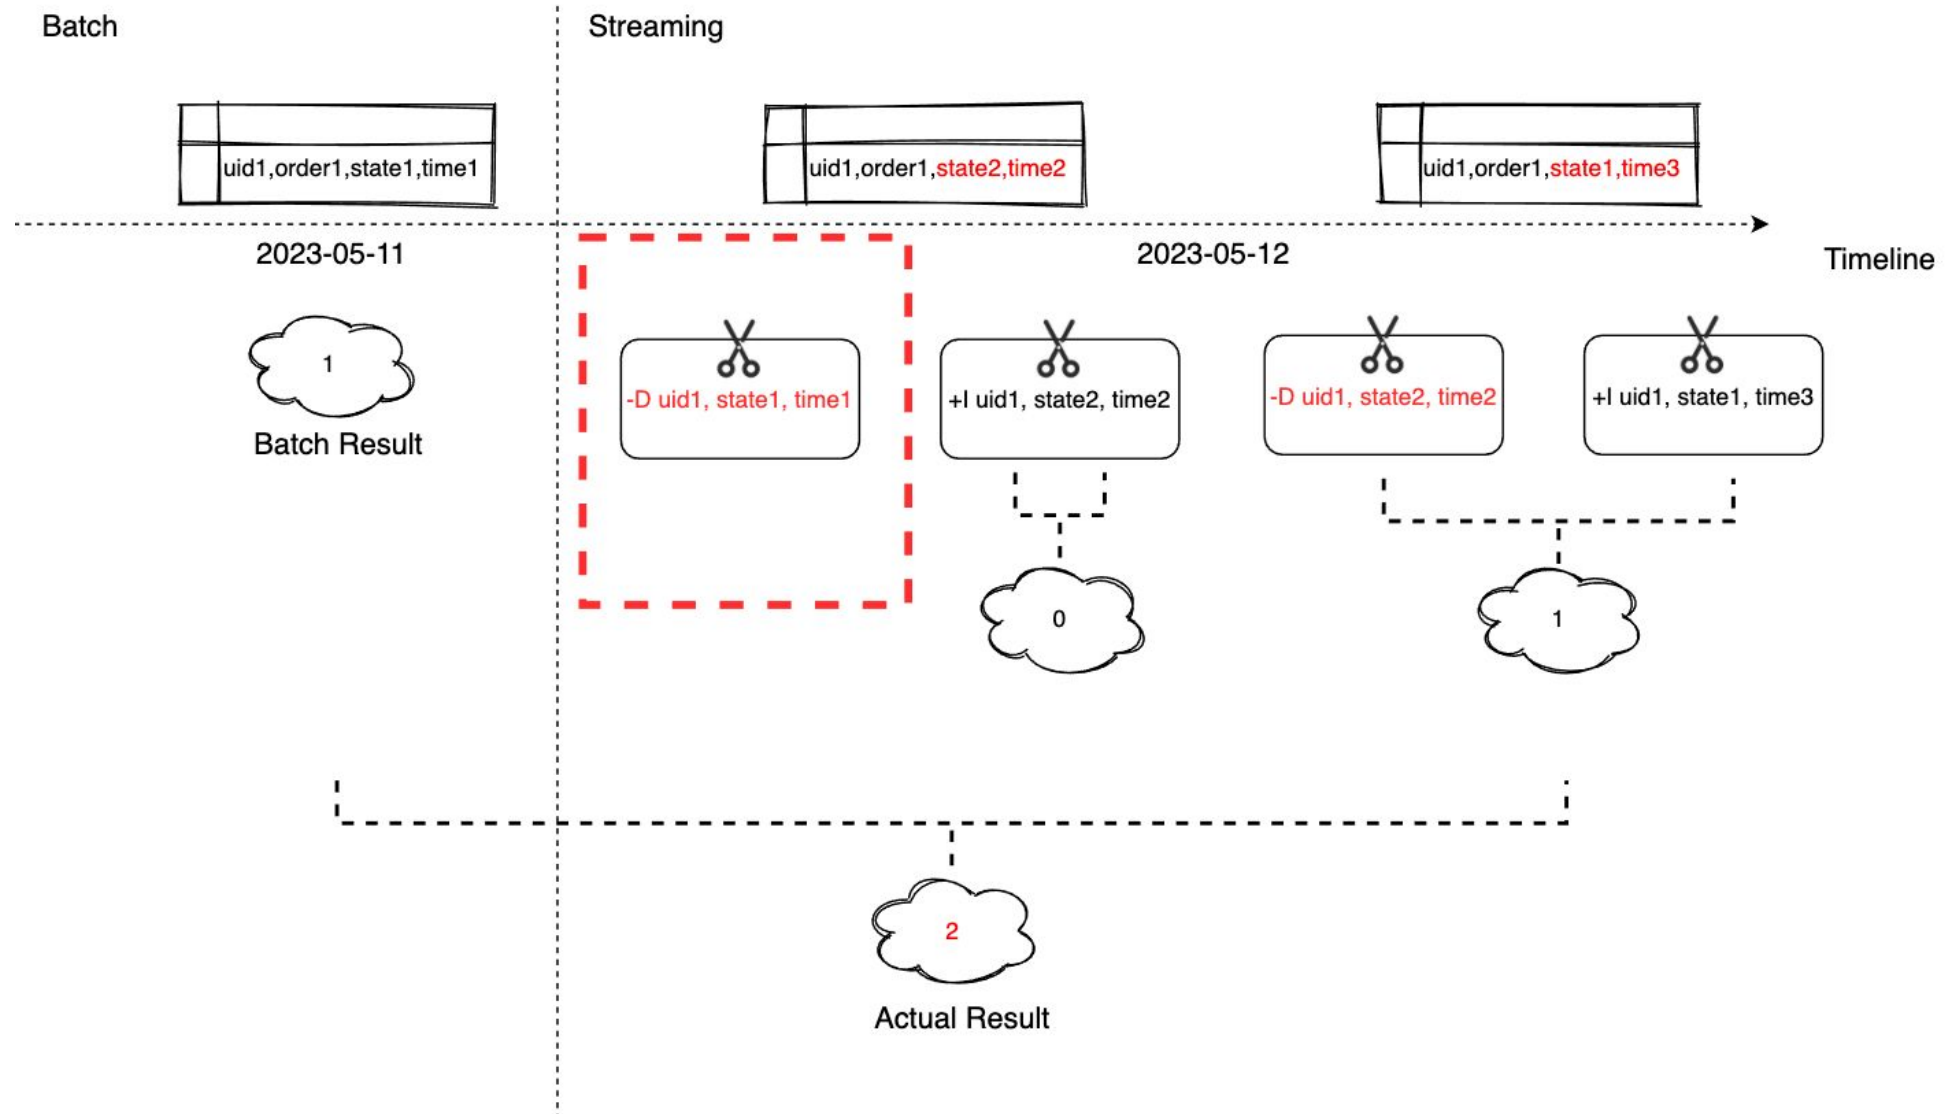 Batch
Streaming
uid1,order1,state1,time1
uid1,order1,state2,time2
uid1,order1,state1,time3
2023-05-11
2023-05-12
Timeline
1
Batch Result
-D uid1, state1, time1
+I uid1, state2, time2
-D uid1, state2, time2
+I uid1, state1, time3
0
1
2
Actual Result